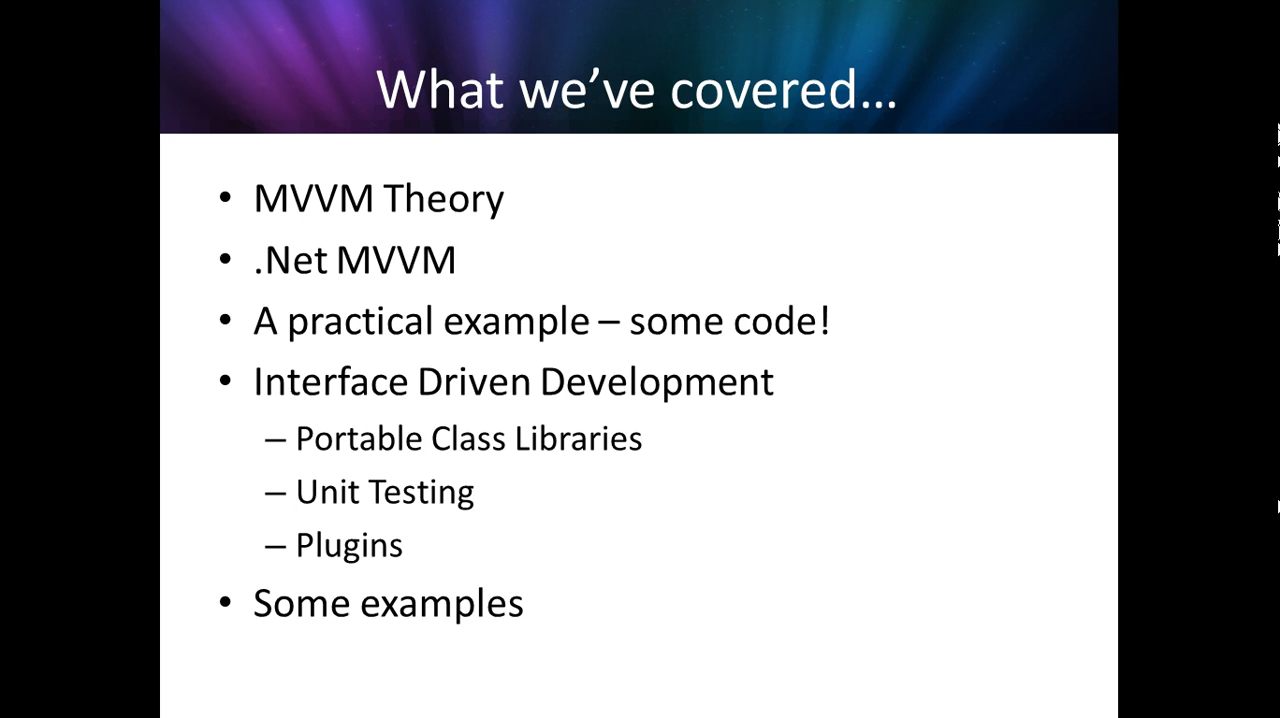 What we’ve covered…
• MVVM Theory
• .Net MVVM
• A practical example – some code!
• Interface Driven Development
– Portable Class Libraries
– Unit Testing
– Plugins
• Some examples